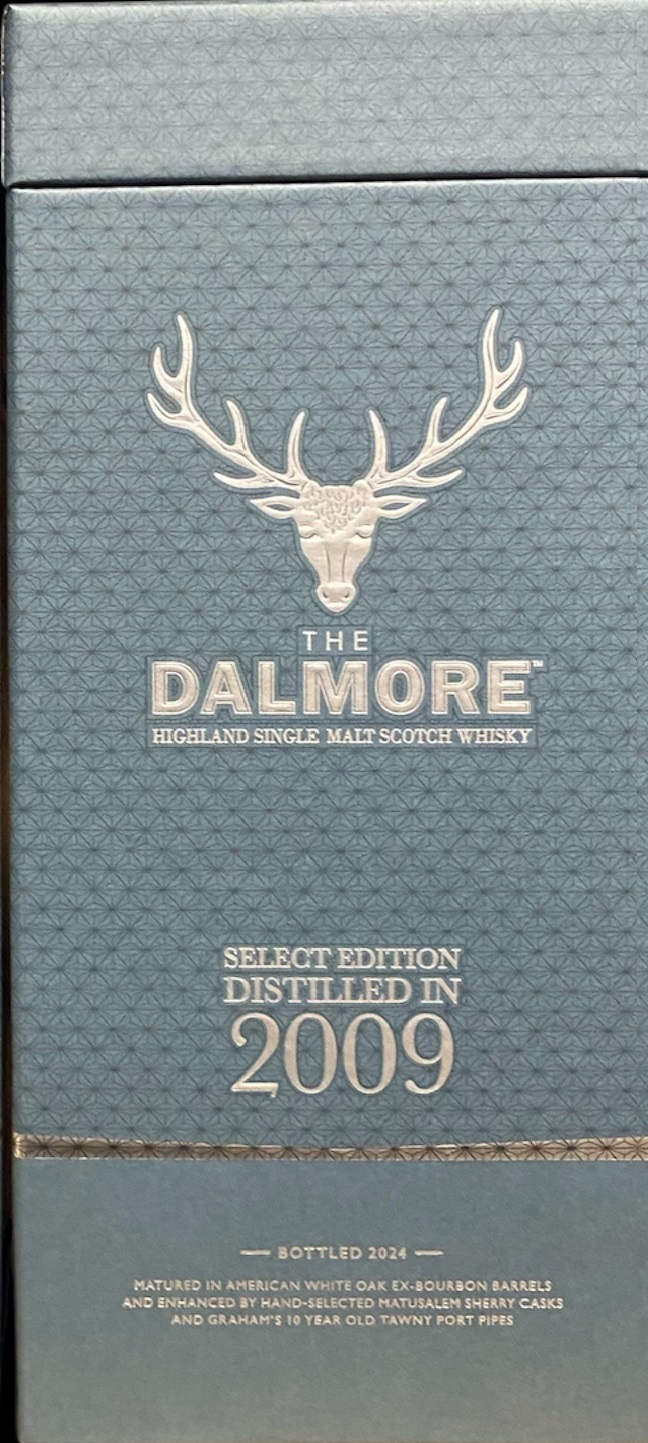 THE
DALMORE™
HIGHLAND SINGLE MALT SCOTCH WHISKY
SELECT EDITION
DISTILLED IN
2009
— BOTTLED 2024 —
MATURED IN AMERICAN WHITE OAK EX-BOURBON BARRELS
AND ENHANCED BY HAND-SELECTED MATUSALEM SHERRY CASKS
AND GRAHAM'S 10 YEAR OLD TAWNY PORT PIPES